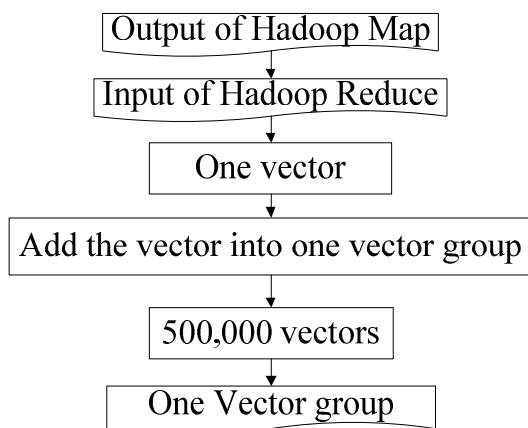 Output of Hadoop Map
Input of Hadoop Reduce
One vector
Add the vector into one vector group
500,000 vectors
One Vector group